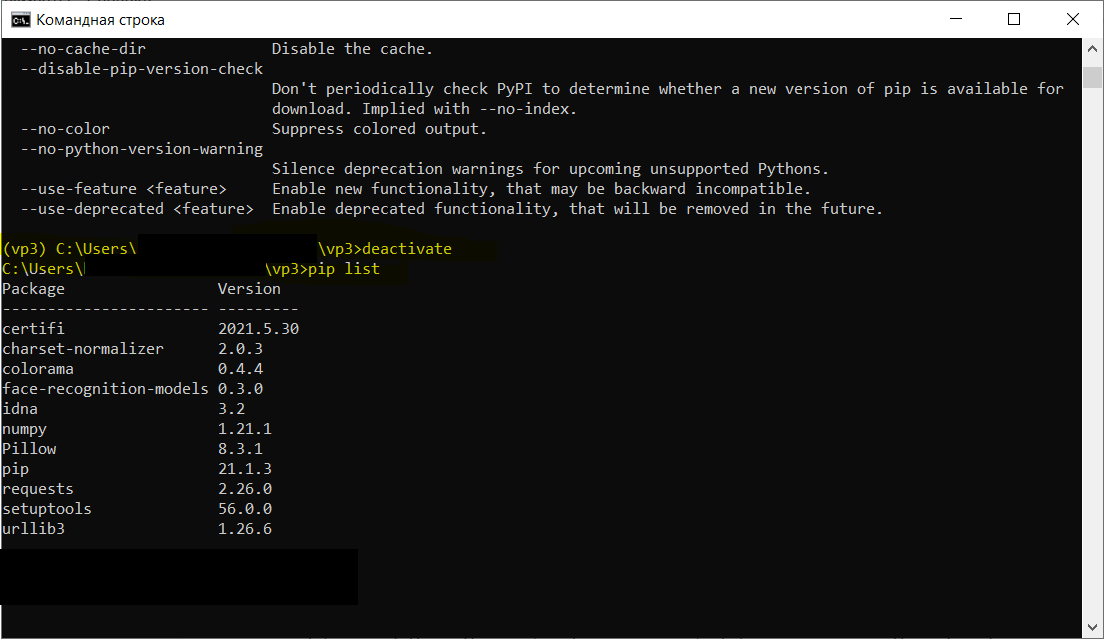 Командная строка
--no-cache-dir Disable the cache.
--disable-pip-version-check
Don't periodically check PyPI to determine whether a new version of pip is available for
download. Implied with --no-index.
--no-color Suppress colored output.
--no-python-version-warning
Silence deprecation warnings for upcoming unsupported Pythons.
--use-feature <feature> Enable new functionality, that may be backward incompatible.
--use-deprecated <feature> Enable deprecated functionality, that will be removed in the future.
(vp3) C:\Users\ \vp3>deactivate
C:\Users\ \vp3>pip list
Package Version
----------------------- ---------
certifi 2021.5.30
charset-normalizer 2.0.3
colorama 0.4.4
face-recognition-models 0.3.0
idna 3.2
numpy 1.21.1
Pillow 8.3.1
pip 21.1.3
requests 2.26.0
setuptools 56.0.0
urllib3 1.26.6